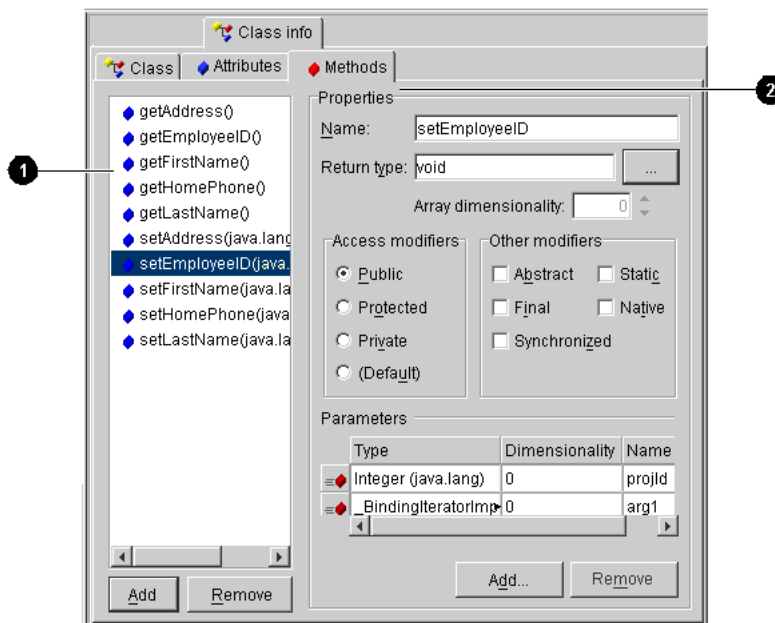 Class info
Class
Attributes
Methods
2
1
getAddress()
getEmployeeID()
getFirstName()
getHomePhone()
getLastName()
setAddress(java.lang
setEmployeeID(java.
setFirstName(java.la
setHomePhone(java
setLastName(java.la
Add
Remove
Properties
Name: setEmployeeID
Return type: void ...
Array dimensionality: 0
Access modifiers
Public
Protected
Private
(Default)
Other modifiers
Abstract Static
Final Native
Synchronized
Parameters
Type Dimensionality Name
Integer (java.lang) 0 projId
_BindingIteratorImp 0 arg1
Add... Remove